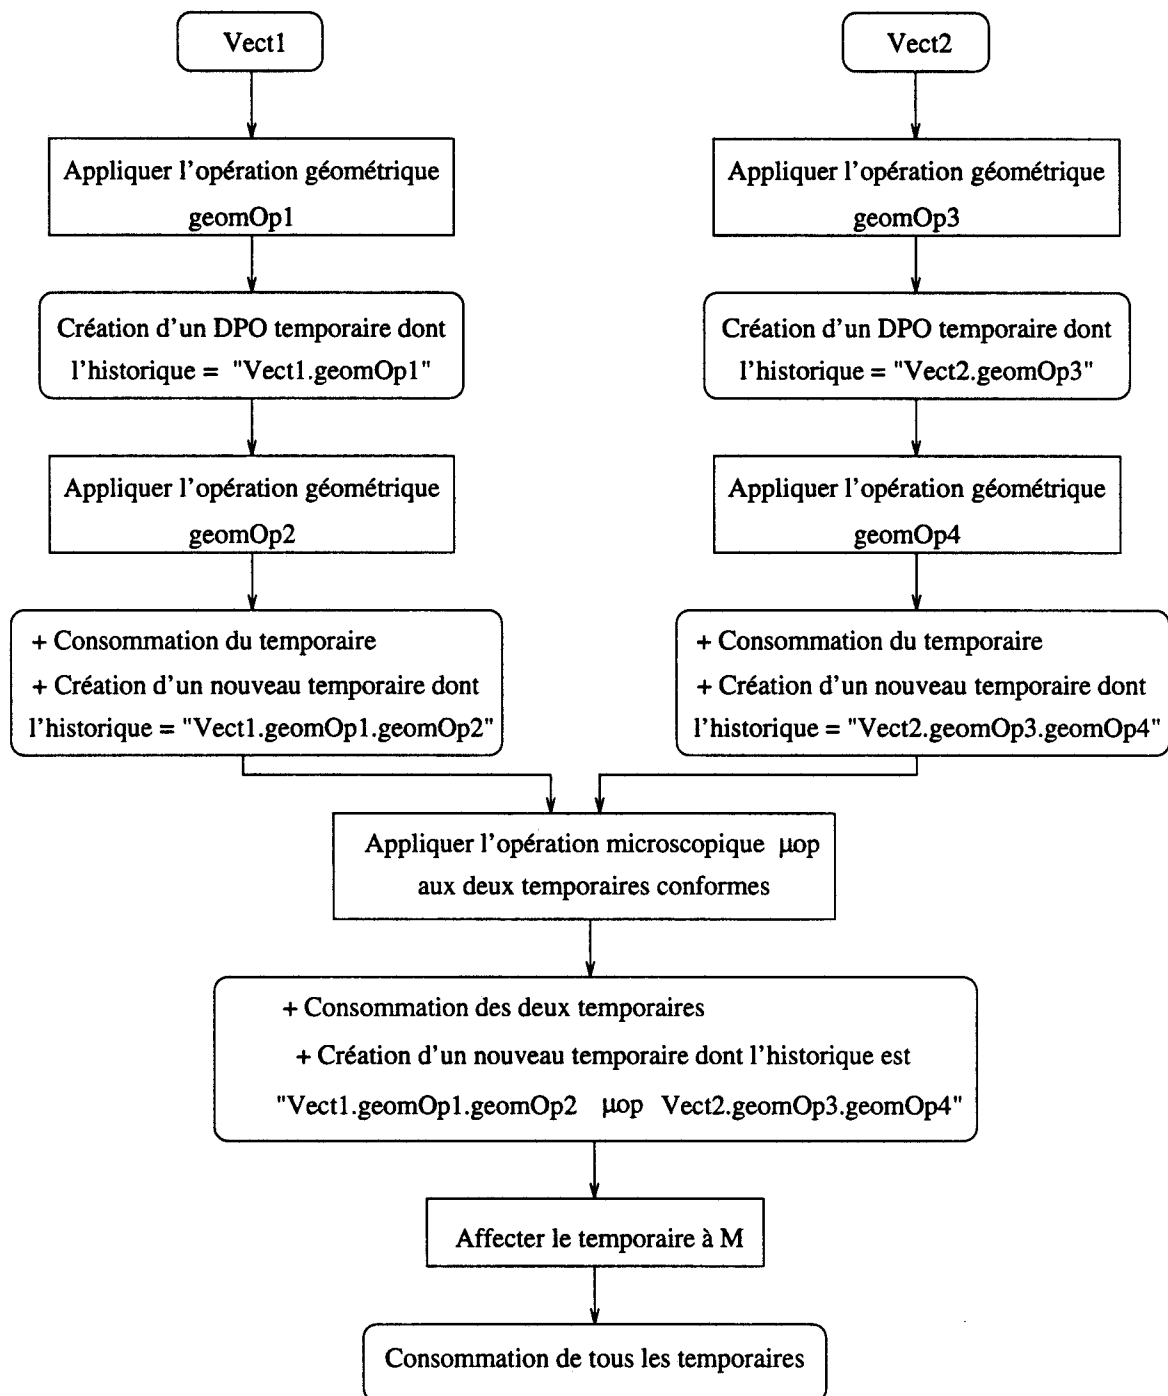 Vect1
Appliquer l'opération géométrique
geomOp1
Création d'un DPO temporaire dont
l'historique = "Vect1.geomOp1"
Appliquer l'opération géométrique
geomOp2
+ Consommation du temporaire
+ Création d'un nouveau temporaire dont
l'historique = "Vect1.geomOp1.geomOp2"
Vect2
Appliquer l'opération géométrique
geomOp3
Création d'un DPO temporaire dont
l'historique = "Vect2.geomOp3"
Appliquer l'opération géométrique
geomOp4
+ Consommation du temporaire
+ Création d'un nouveau temporaire dont
l'historique = "Vect2.geomOp3.geomOp4"
Appliquer l'opération microscopique μop
aux deux temporaires conformes
+ Consommation des deux temporaires
+ Création d'un nouveau temporaire dont l'historique est
"Vect1.geomOp1.geomOp2 μop Vect2.geomOp3.geomOp4"
Affecter le temporaire à M
Consommation de tous les temporaires